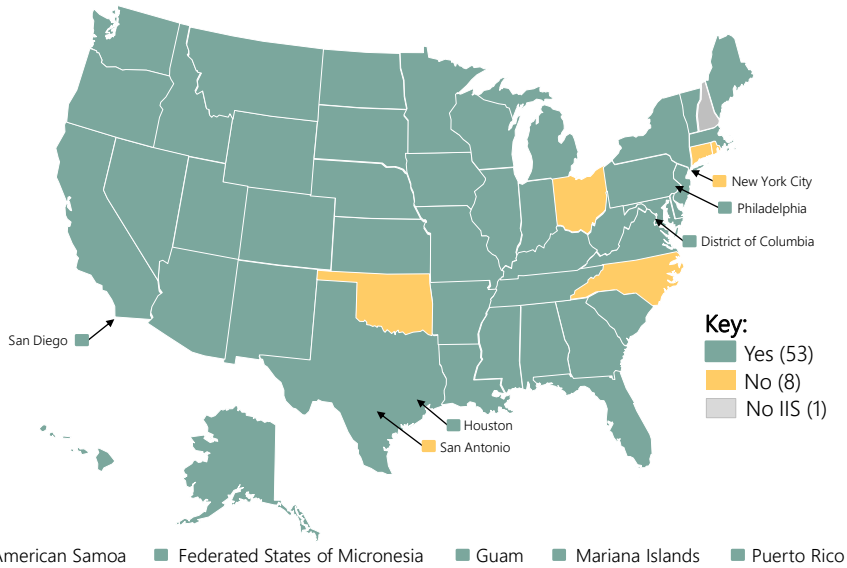 New York City
Philadelphia
District of Columbia
San Diego
Key:
Yes (53)
No (8)
No IIS (1)
Houston
San Antonio
American Samoa Federated States of Micronesia Guam Mariana Islands Puerto Rico